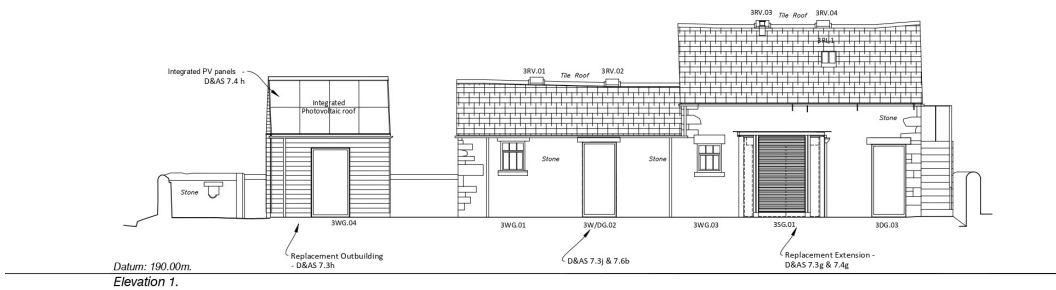 3RV.03 Tile Roof 3RV.04
3RL.1
Integrated PV panels -
D&AS 7.4 h
3RV.01 Tile Roof 3RV.02
Integrated
Photovoltaic roof
Stone
Stone
Stone
Stone
3WG.04
3WG.01
3W/DG.02
3WG.03
3SG.01
3DG.03
Replacement Outbuilding
- D&AS 7.3h
D&AS 7.3j & 7.6b
Replacement Extension -
D&AS 7.3g & 7.4g
Datum: 190.00m.
Elevation 1.